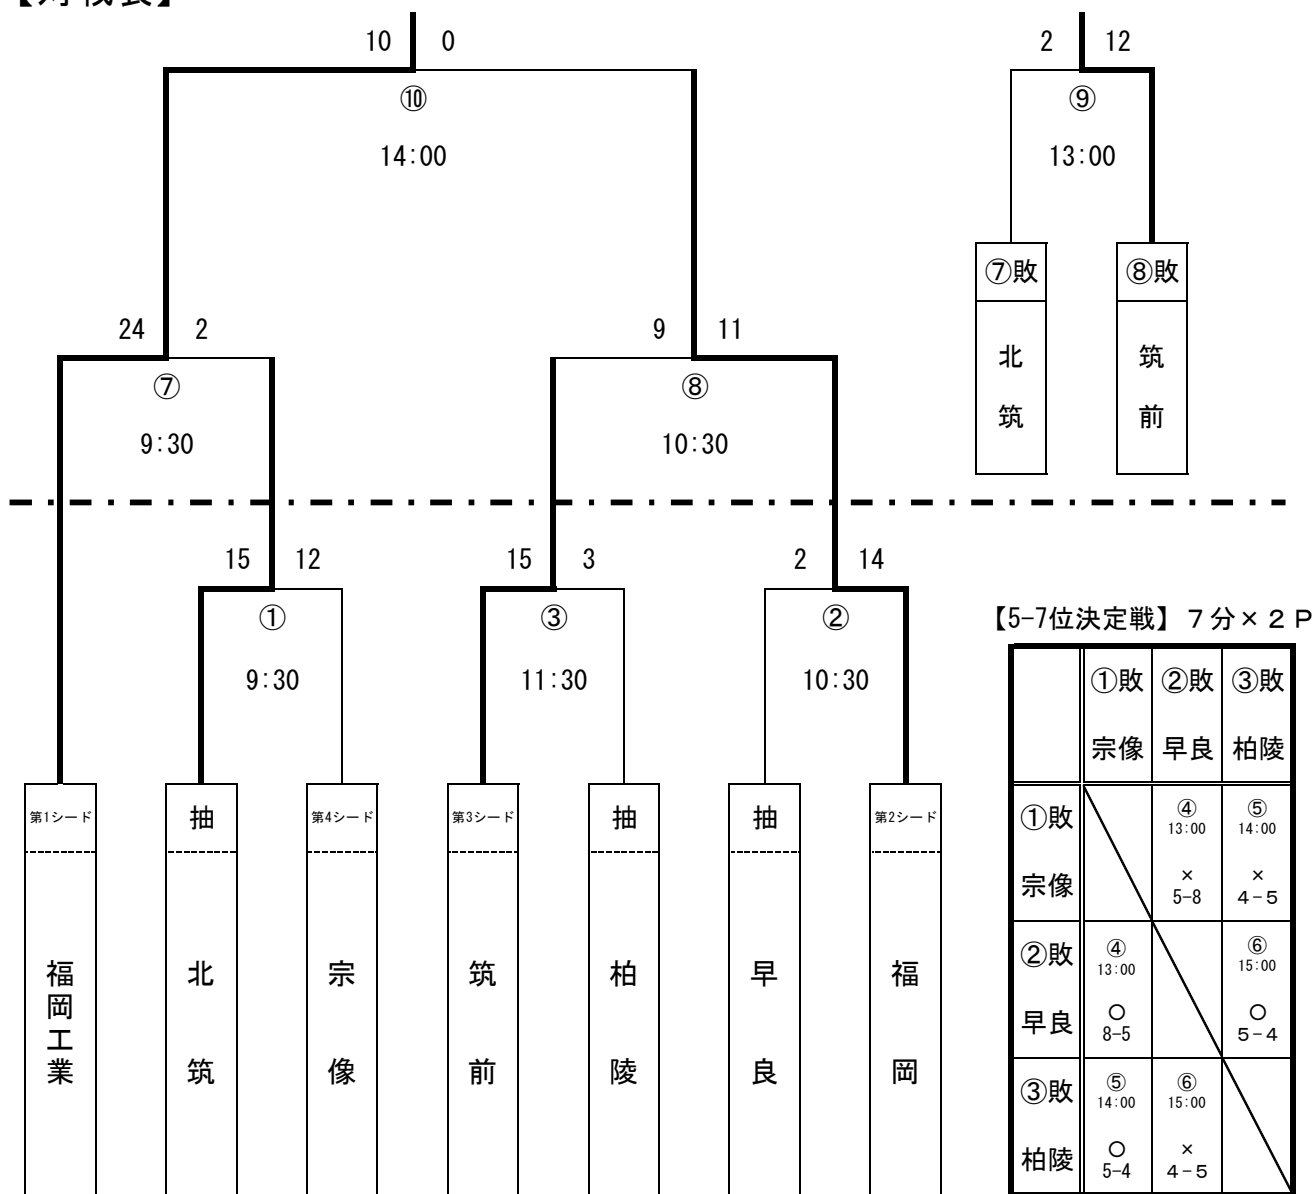 【対戦表】
10 0
⑩
14:00
2 12
⑨
13:00
⑦敗
北筑
⑧敗
筑前
24 2
⑦
9:30
9 11
⑧
10:30
15 12
①
9:30
15 3
③
11:30
2 14
②
10:30
第1シード
福岡工業
抽
北筑
第4シード
宗像
第3シード
筑前
抽
柏陵
抽
早良
第2シード
福岡
【5-7位決定戦】７分×２Ｐ
①敗 ②敗 ③敗
宗像 早良 柏陵
①敗 ④ ⑤
13:00 14:00
宗像 × ×
5-8 4-5
②敗 ④ ⑥
13:00 15:00
早良 ○ ○
8-5 5-4
③敗 ⑤ ⑥
14:00 15:00
柏陵 ○ ×
5-4 4-5